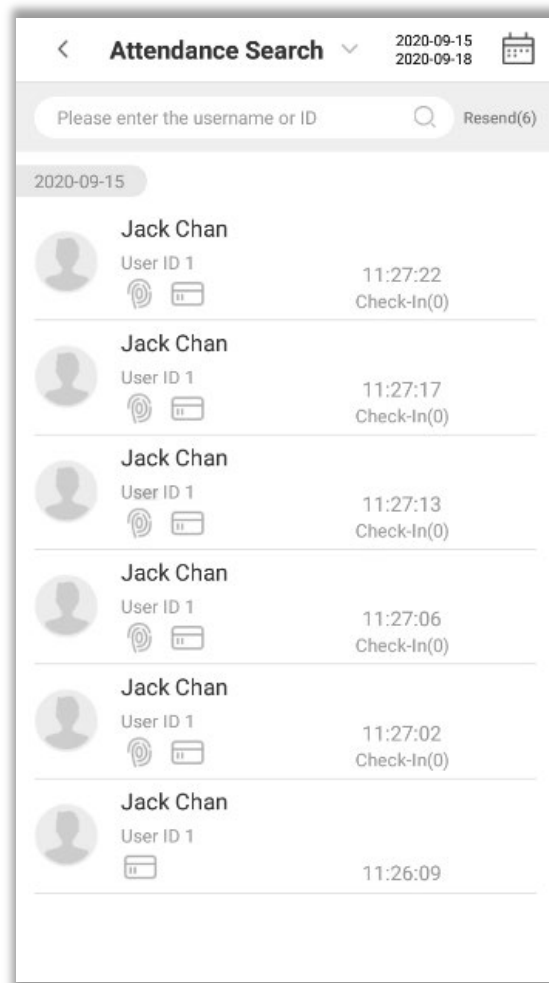 Attendance Search
2020-09-15
2020-09-18
Please enter the username or ID
Resend(6)
2020-09-15
Jack Chan
User ID 1
11:27:22
Check-In(0)
Jack Chan
User ID 1
11:27:17
Check-In(0)
Jack Chan
User ID 1
11:27:13
Check-In(0)
Jack Chan
User ID 1
11:27:06
Check-In(0)
Jack Chan
User ID 1
11:27:02
Check-In(0)
Jack Chan
User ID 1
11:26:09